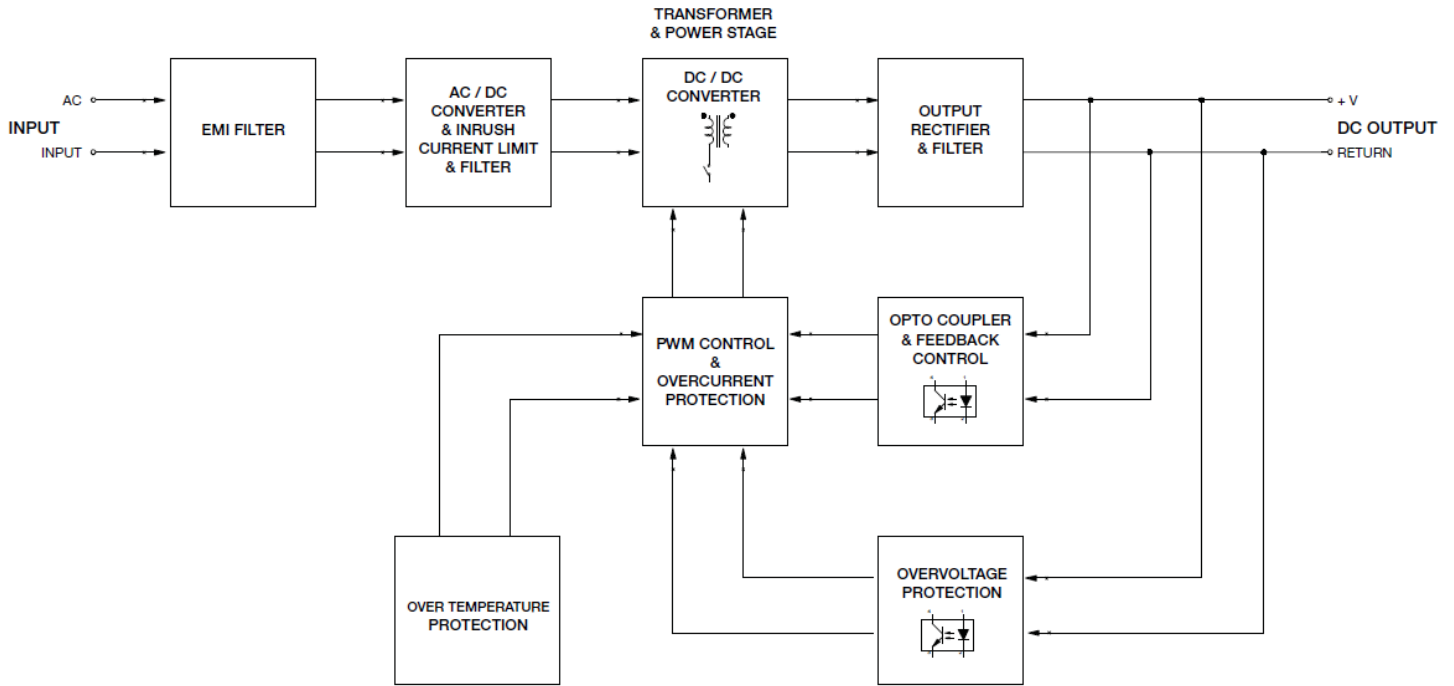 TRANSFORMER
& POWER STAGE
INPUT
AC
INPUT
EMI FILTER
AC / DC
CONVERTER
& INRUSH
CURRENT LIMIT
& FILTER
DC / DC
CONVERTER
OUTPUT
RECTIFIER
& FILTER
+ V
DC OUTPUT
RETURN
PWM CONTROL
&
OVERCURRENT
PROTECTION
OPTO COUPLER
& FEEDBACK
CONTROL
OVER TEMPERATURE
PROTECTION
OVERVOLTAGE
PROTECTION